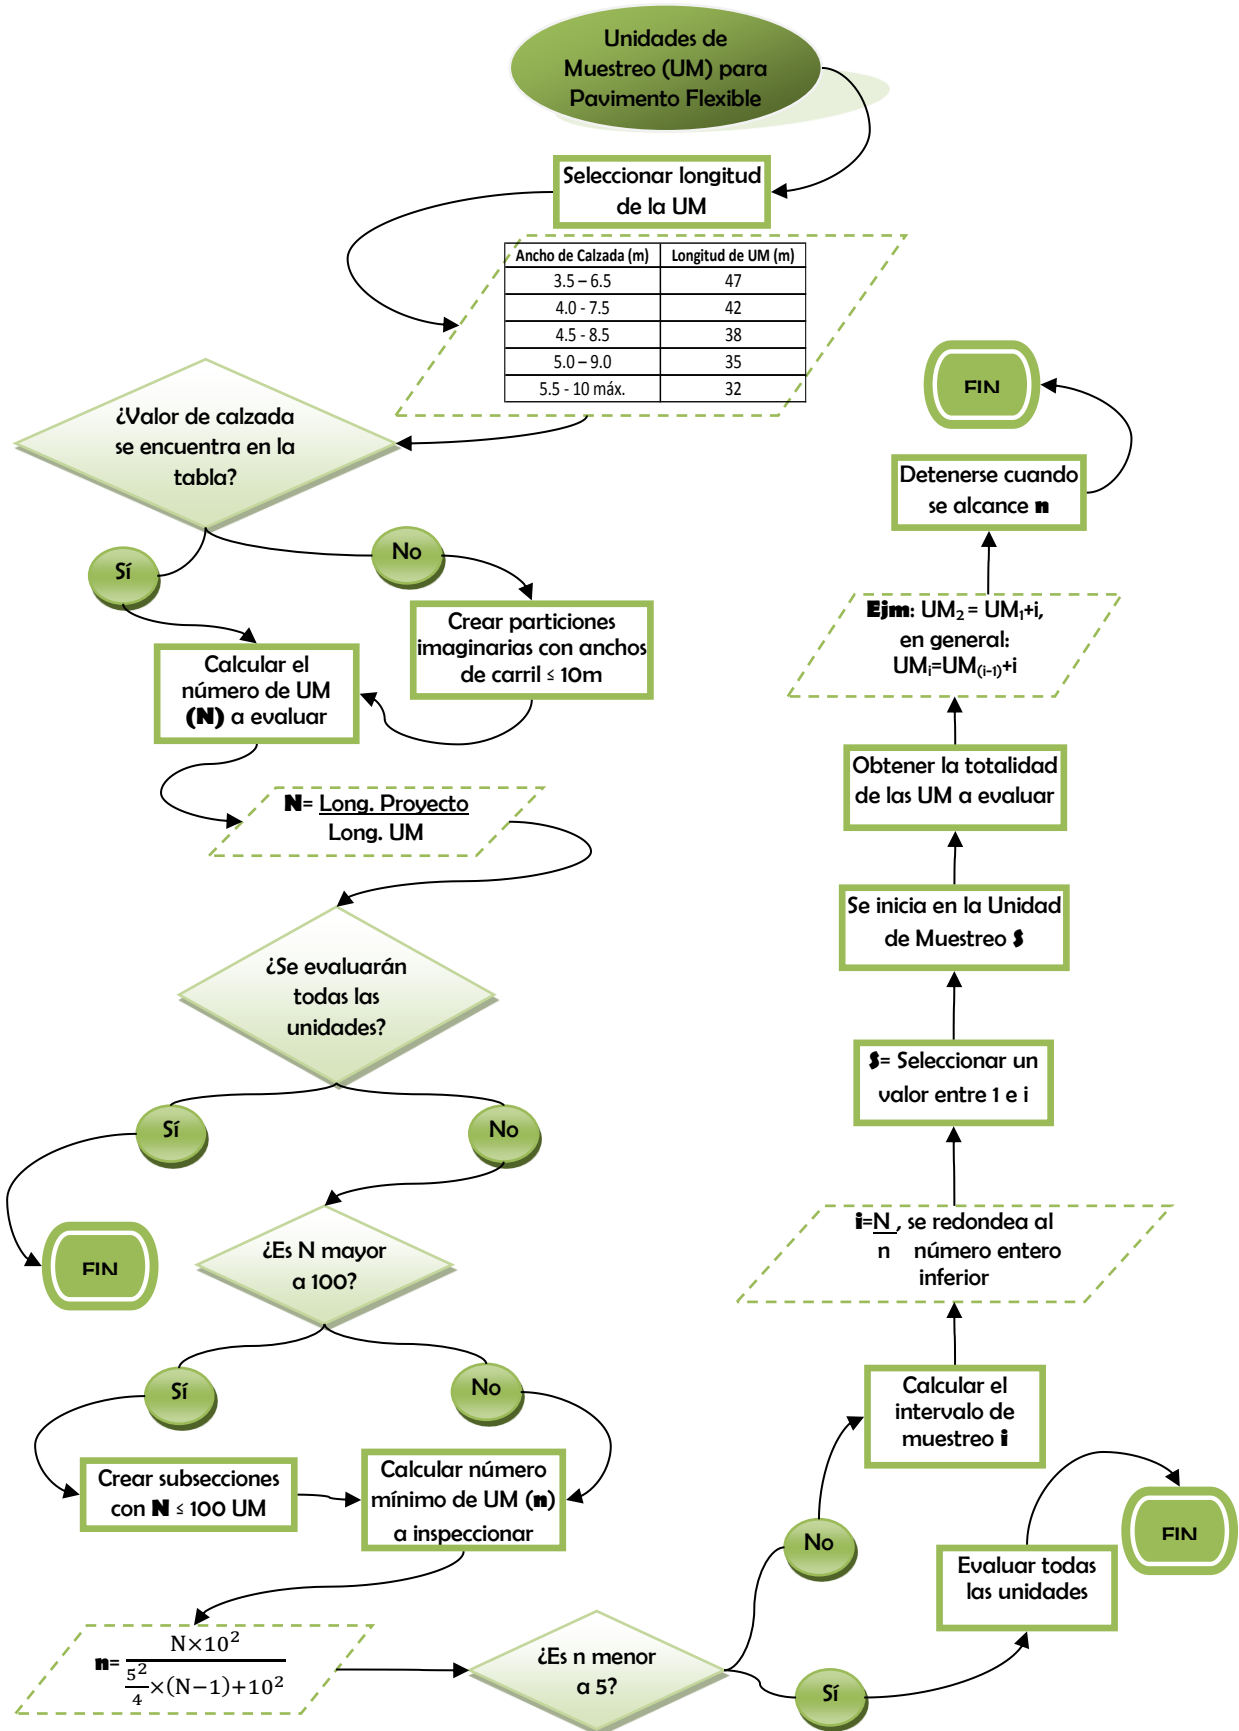 Unidades de
Muestreo (UM) para
Pavimento Flexible
Seleccionar longitud
de la UM
Ancho de Calzada (m) Longitud de UM (m)
3.5 – 6.5 47
4.0 - 7.5 42
4.5 - 8.5 38
5.0 – 9.0 35
5.5 - 10 máx. 32
¿Valor de calzada
se encuentra en la
tabla?
Sí
No
Crear particiones
imaginarias con anchos
de carril ≤ 10m
Calcular el
número de UM
(N) a evaluar
N= Long. Proyecto
Long. UM
¿Se evaluarán
todas las
unidades?
Sí
No
FIN
¿Es N mayor
a 100?
Sí
No
Crear subsecciones
con N ≤ 100 UM
Calcular número
mínimo de UM (n)
a inspeccionar
n= N×10²
5²/4 ×(N−1)+10²
¿Es n menor
a 5?
No
Sí
Evaluar todas
las unidades
FIN
Calcular el
intervalo de
muestreo i
i=N , se redondea al
n número entero
inferior
S= Seleccionar un
valor entre 1 e i
Se inicia en la Unidad
de Muestreo S
Obtener la totalidad
de las UM a evaluar
Ejm: UM₂ = UM₁+i,
en general:
UMᵢ=UM₍ᵢ₋₁₎+i
Detenerse cuando
se alcance n
FIN